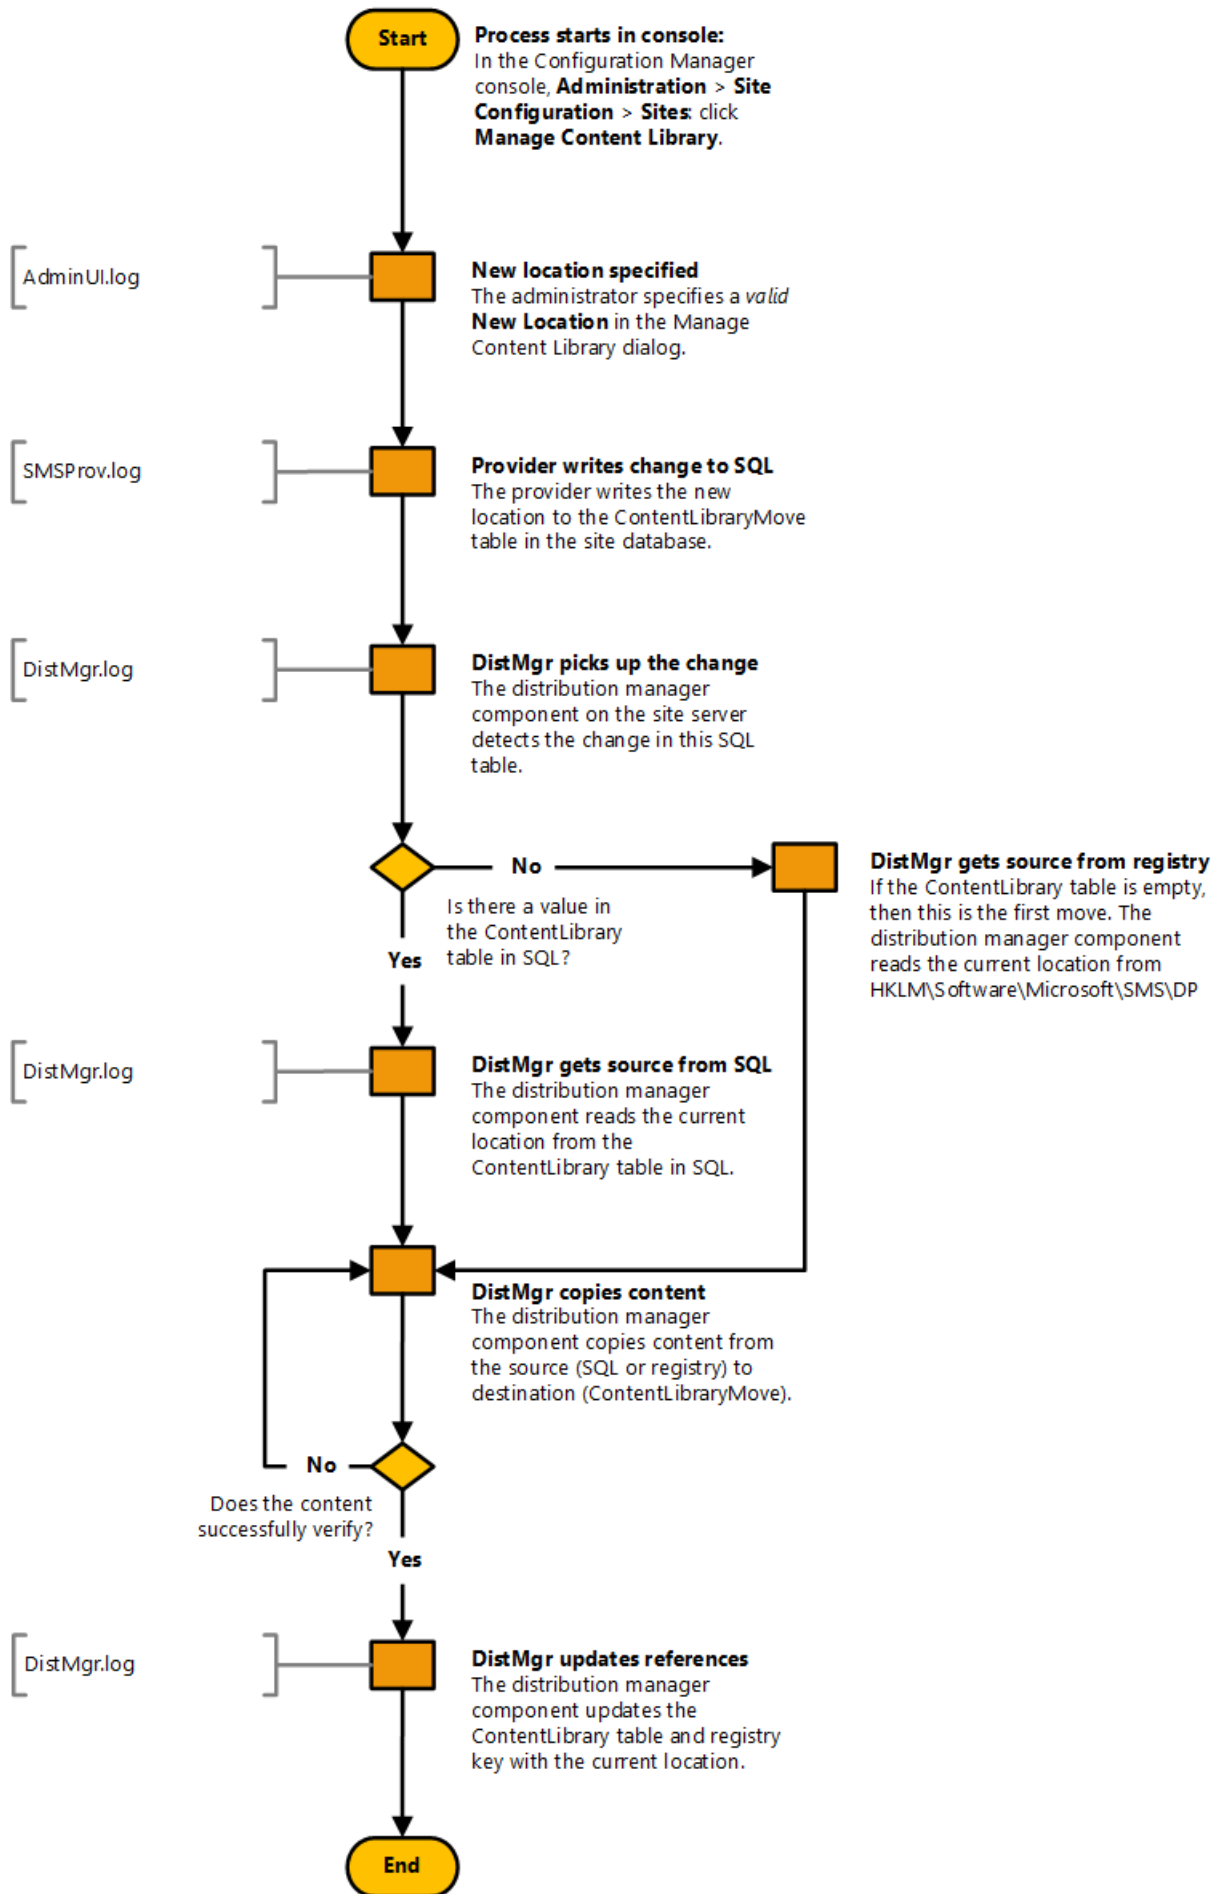 Start
Process starts in console:
In the Configuration Manager
console, Administration > Site
Configuration > Sites: click
Manage Content Library.
AdminUI.log
New location specified
The administrator specifies a valid
New Location in the Manage
Content Library dialog.
SMSProv.log
Provider writes change to SQL
The provider writes the new
location to the ContentLibraryMove
table in the site database.
DistMgr.log
DistMgr picks up the change
The distribution manager
component on the site server
detects the change in this SQL
table.
No
Is there a value in
the ContentLibrary
table in SQL?
Yes
DistMgr gets source from registry
If the ContentLibrary table is empty,
then this is the first move. The
distribution manager component
reads the current location from
HKLM\Software\Microsoft\SMS\DP
DistMgr.log
DistMgr gets source from SQL
The distribution manager
component reads the current
location from the
ContentLibrary table in SQL.
DistMgr copies content
The distribution manager
component copies content from
the source (SQL or registry) to
destination (ContentLibraryMove).
No
Does the content
successfully verify?
Yes
DistMgr.log
DistMgr updates references
The distribution manager
component updates the
ContentLibrary table and registry
key with the current location.
End